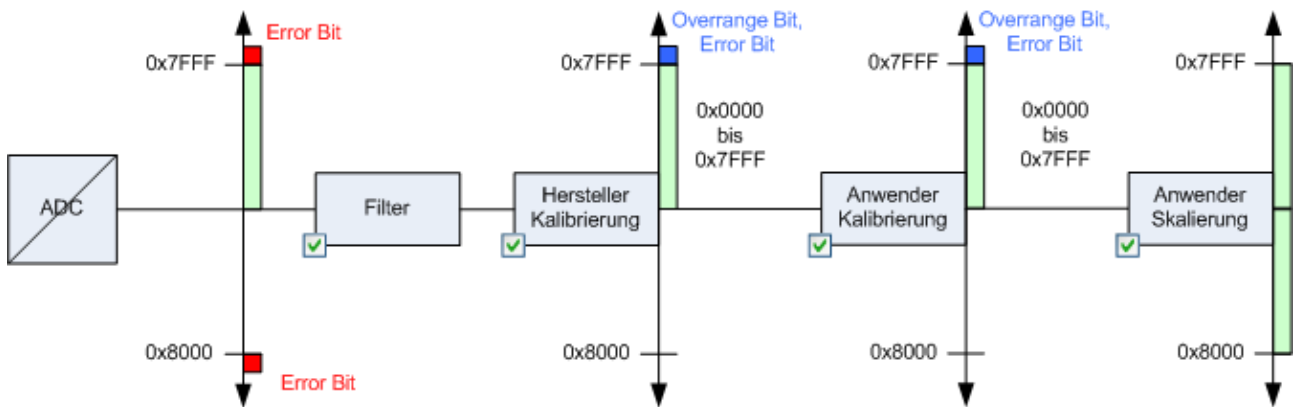 Error Bit
0x7FFF
ADC
0x8000
Error Bit
Filter
Hersteller
Kalibrierung
Overrange Bit,
Error Bit
0x7FFF
0x0000
bis
0x7FFF
0x8000
Anwender
Kalibrierung
Overrange Bit,
Error Bit
0x7FFF
0x0000
bis
0x7FFF
0x8000
Anwender
Skalierung
0x7FFF
0x8000